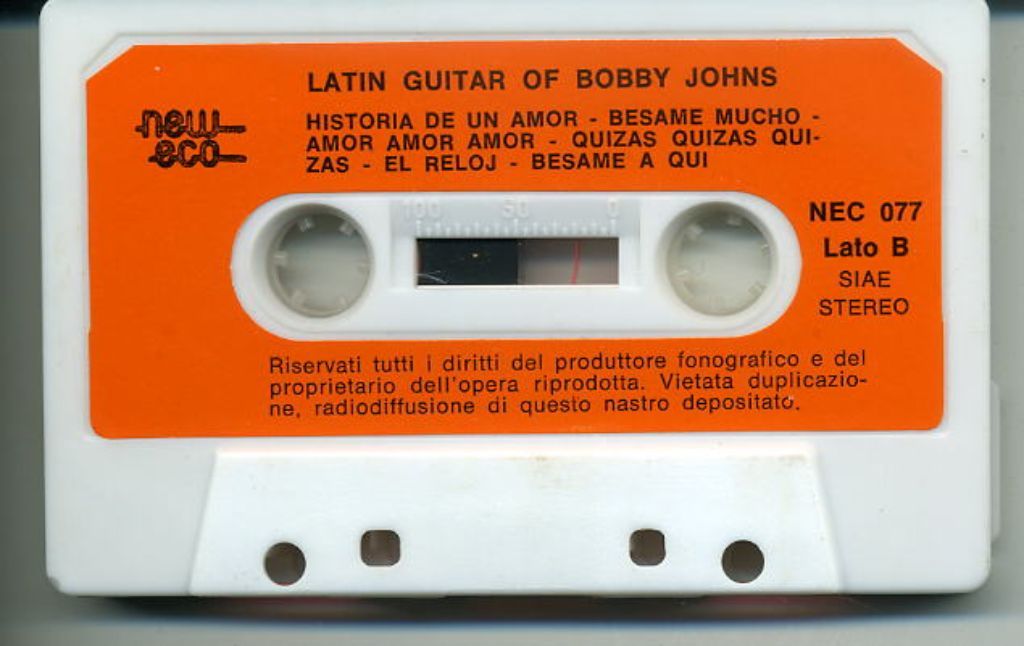 LATIN GUITAR OF BOBBY JOHNS
new
eco
HISTORIA DE UN AMOR - BESAME MUCHO -
AMOR AMOR AMOR - QUIZAS QUIZAS QUI-
ZAS - EL RELOJ - BESAME A QUI
100 50 0
NEC 077
Lato B
SIAE
STEREO
Riservati tutti i diritti del produttore fonografico e del
proprietario dell'opera riprodotta. Vietata duplicazio-
ne, radiodiffusione di questo nastro depositato.